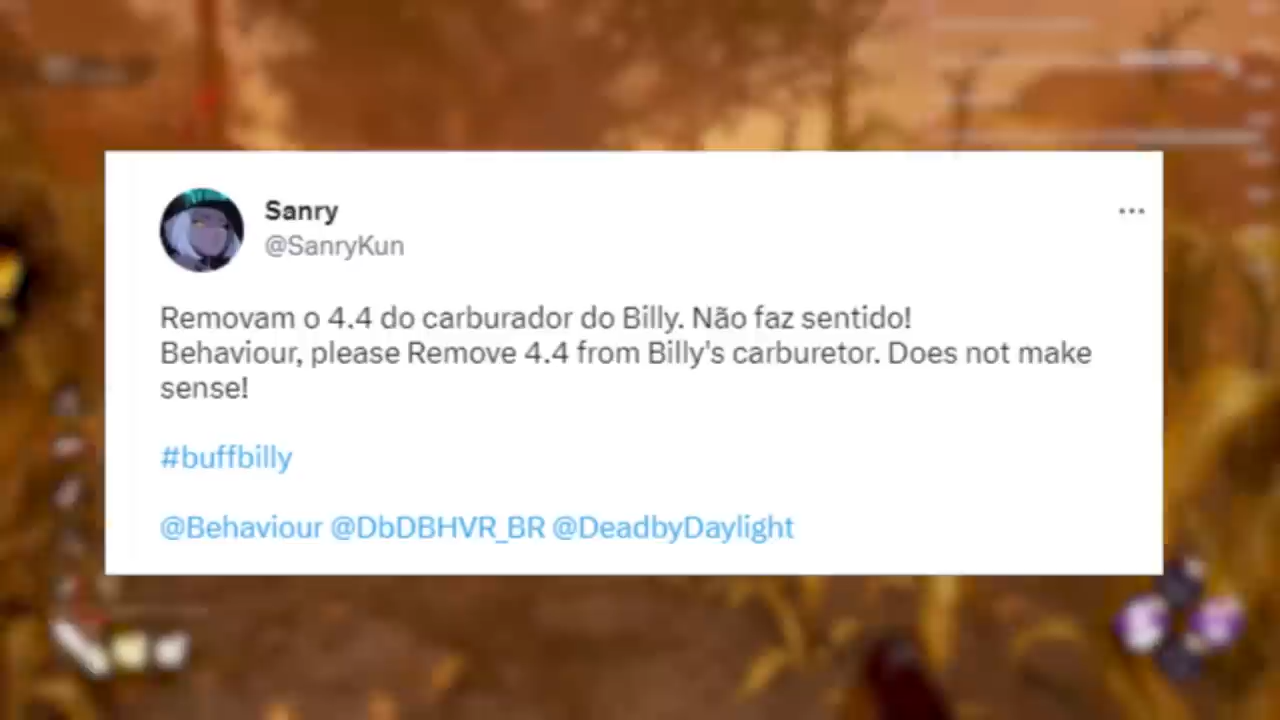 Sanry
@SanryKun
Removam o 4.4 do carburador do Billy. Não faz sentido!
Behaviour, please Remove 4.4 from Billy's carburetor. Does not make
sense!
#buffbilly
@Behaviour @DbDBHVR_BR @DeadbyDaylight